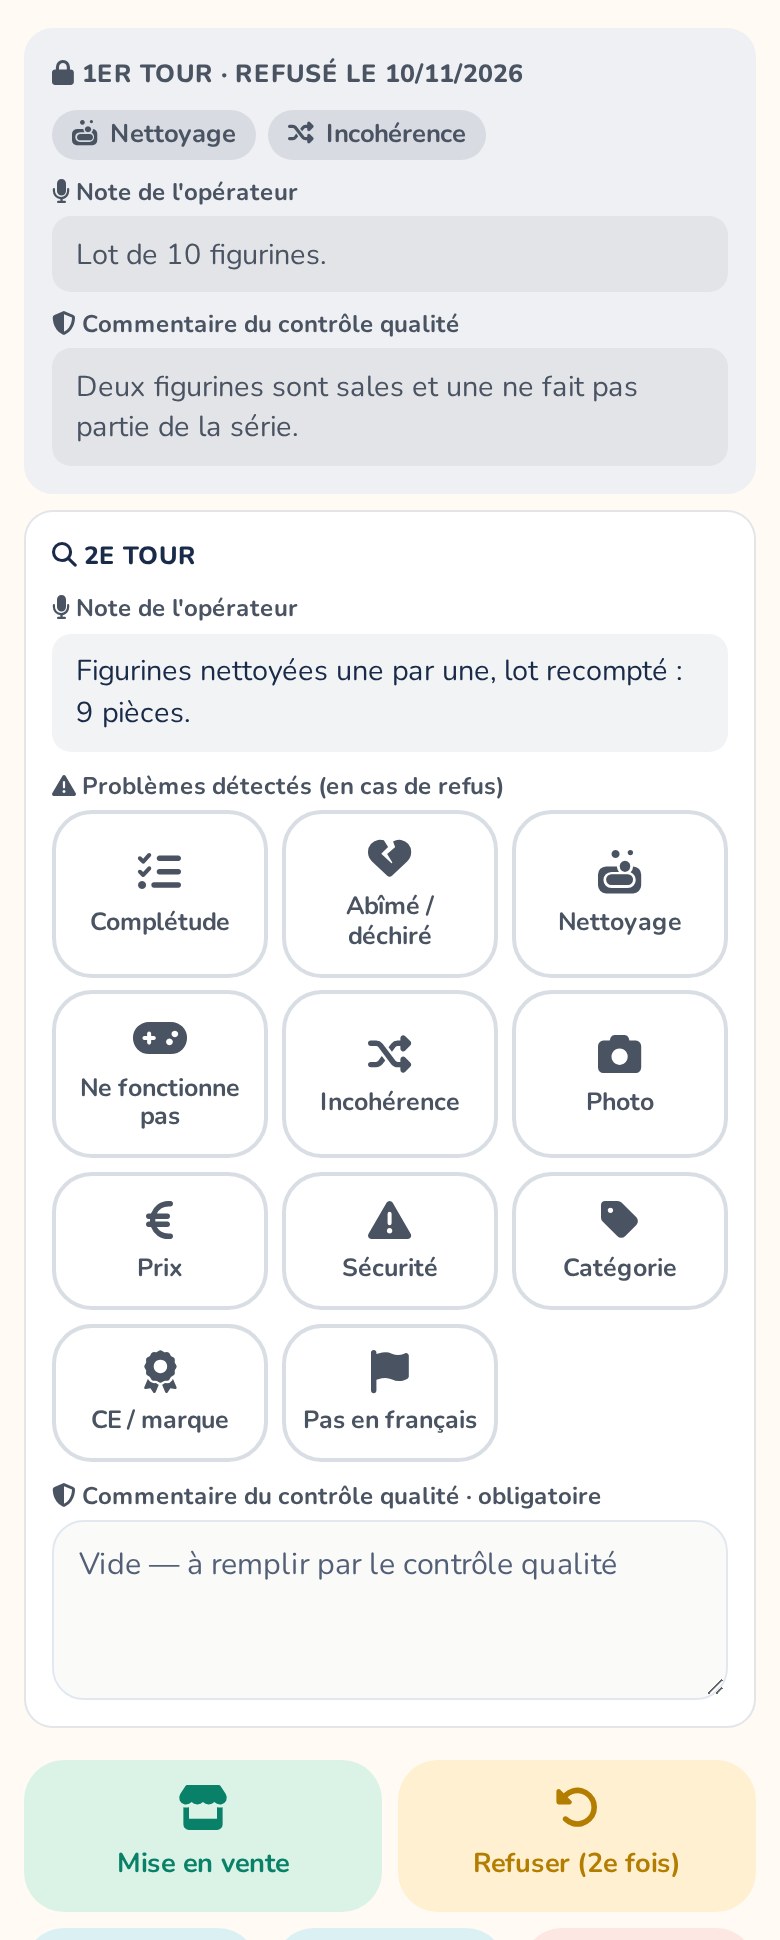 1ER TOUR · REFUSÉ LE 10/11/2026
Nettoyage
Incohérence
Note de l'opérateur
Lot de 10 figurines.
Commentaire du contrôle qualité
Deux figurines sont sales et une ne fait pas
partie de la série.
2E TOUR
Note de l'opérateur
Figurines nettoyées une par une, lot recompté :
9 pièces.
Problèmes détectés (en cas de refus)
Complétude
Abîmé /
déchiré
Nettoyage
Ne fonctionne
pas
Incohérence
Photo
Prix
Sécurité
Catégorie
CE / marque
Pas en français
Commentaire du contrôle qualité · obligatoire
Vide — à remplir par le contrôle qualité
Mise en vente
Refuser (2e fois)